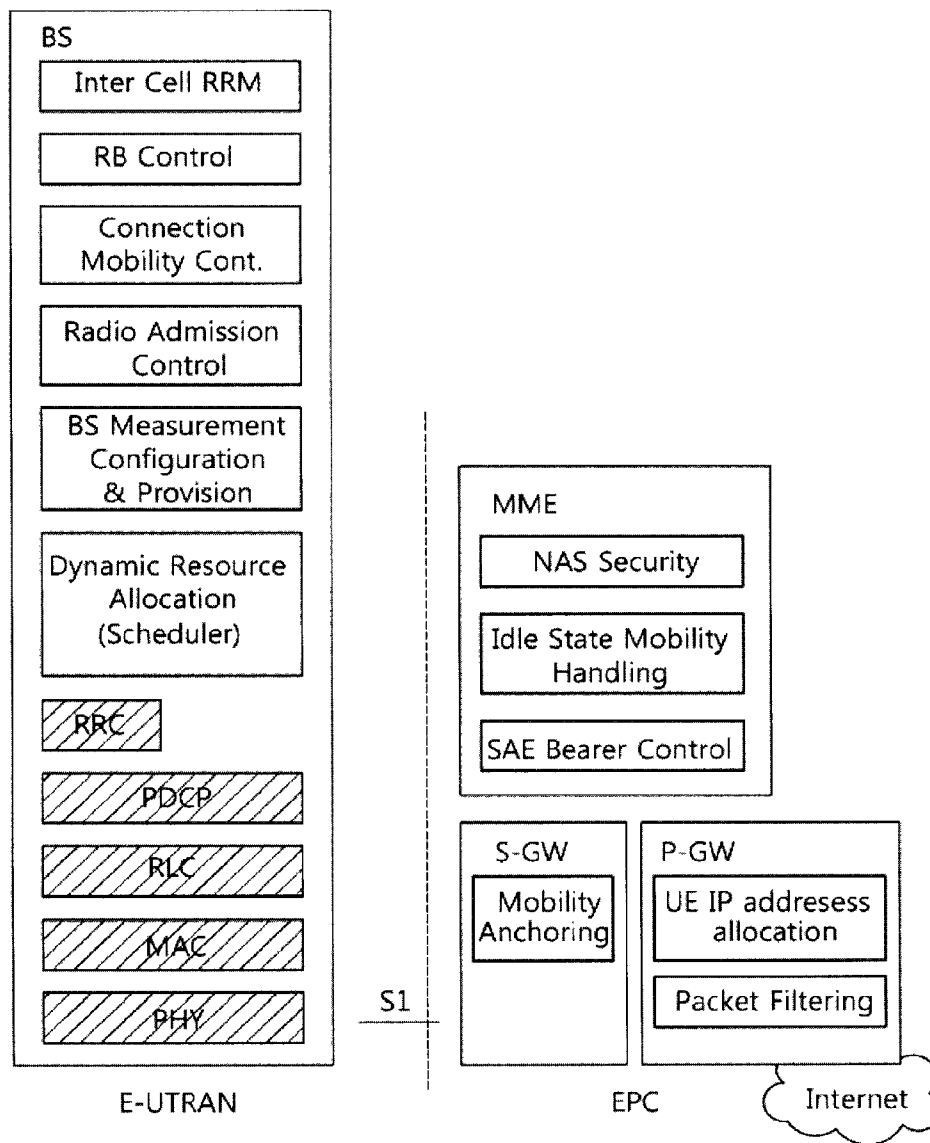 BS
Inter Cell RRM
RB Control
Connection
Mobility Cont.
Radio Admission
Control
BS Measurement
Configuration
& Provision
Dynamic Resource
Allocation
(Scheduler)
RRC
PDCP
RLC
MAC
PHY
E-UTRAN
S1
MME
NAS Security
Idle State Mobility
Handling
SAE Bearer Control
S-GW
Mobility
Anchoring
P-GW
UE IP addresess
allocation
Packet Filtering
EPC
Internet